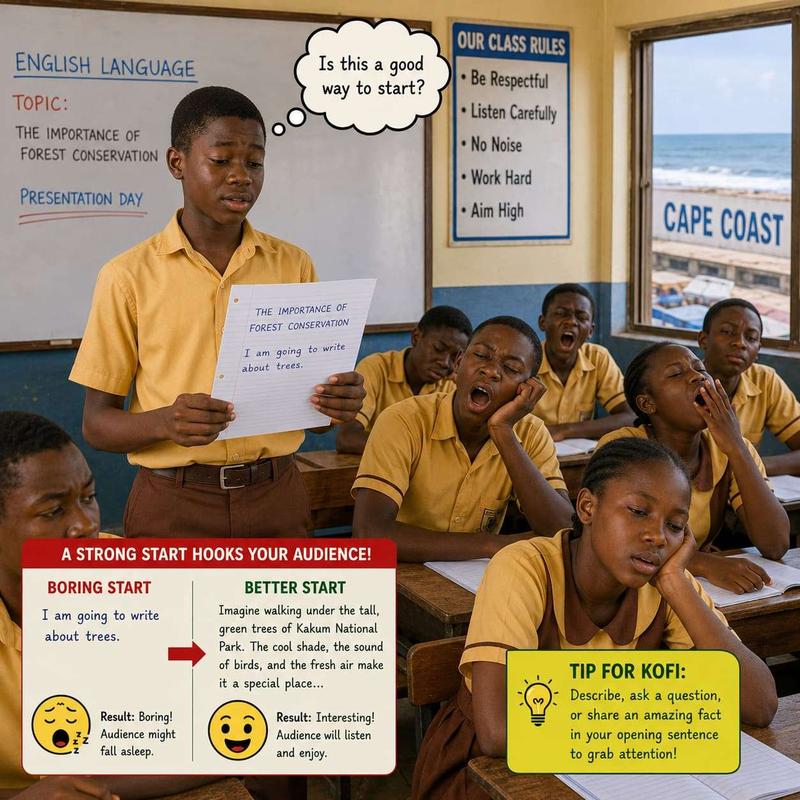 ENGLISH LANGUAGE
TOPIC:
THE IMPORTANCE OF
FOREST CONSERVATION
PRESENTATION DAY
Is this a good
way to start?
OUR CLASS RULES
• Be Respectful
• Listen Carefully
• No Noise
• Work Hard
• Aim High
CAPE COAST
THE IMPORTANCE OF
FOREST CONSERVATION
I am going to write
about trees.
A STRONG START HOOKS YOUR AUDIENCE!
BORING START
I am going to write
about trees.
Result: Boring!
Audience might
fall asleep.
z z z
BETTER START
Imagine walking under the tall,
green trees of Kakum National
Park. The cool shade, the sound
of birds, and the fresh air make
it a special place...
Result: Interesting!
Audience will listen
and enjoy.
TIP FOR KOFI:
Describe, ask a question,
or share an amazing fact
in your opening sentence
to grab attention!